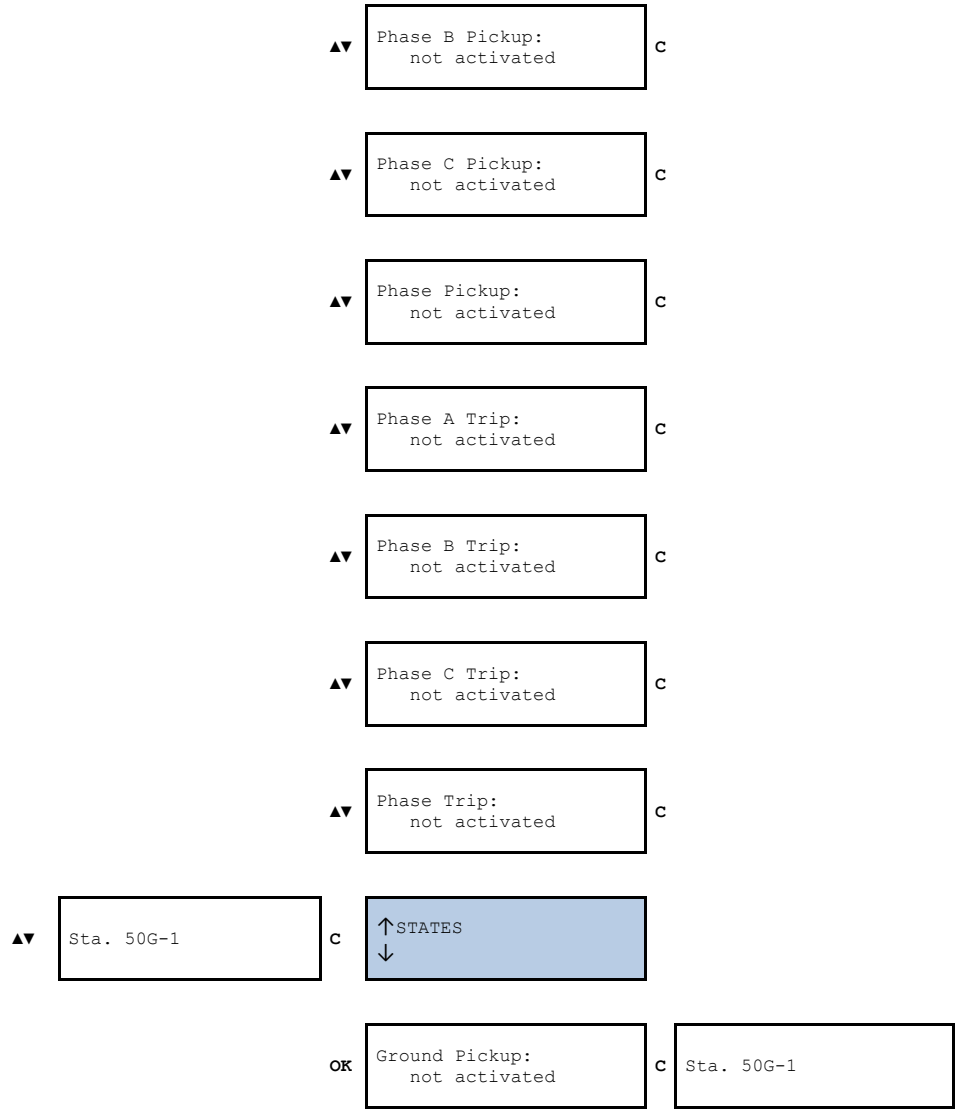 ▲▼ Phase B Pickup: C
not activated
▲▼ Phase C Pickup: C
not activated
▲▼ Phase Pickup: C
not activated
▲▼ Phase A Trip: C
not activated
▲▼ Phase B Trip: C
not activated
▲▼ Phase C Trip: C
not activated
▲▼ Phase Trip: C
not activated
▲▼ Sta. 50G-1 C ↑STATES
↓
OK Ground Pickup: C Sta. 50G-1
not activated